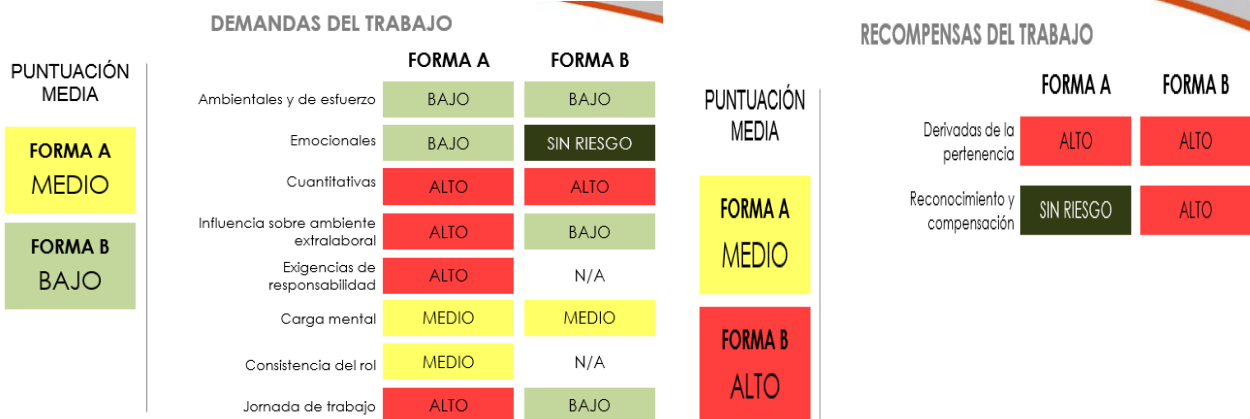 DEMANDAS DEL TRABAJO
FORMA A FORMA B
PUNTUACIÓN
MEDIA
FORMA A
MEDIO
FORMA B
BAJO
Ambientales y de esfuerzo BAJO BAJO
Emocionales BAJO SIN RIESGO
Cuantitativas ALTO ALTO
Influencia sobre ambiente
extralaboral ALTO BAJO
Exigencias de
responsabilidad ALTO N/A
Carga mental MEDIO MEDIO
Consistencia del rol MEDIO N/A
Jornada de trabajo ALTO BAJO
RECOMPENSAS DEL TRABAJO
FORMA A FORMA B
PUNTUACIÓN
MEDIA
FORMA A
MEDIO
FORMA B
ALTO
Derivadas de la
pertenencia ALTO ALTO
Reconocimiento y
compensación SIN RIESGO ALTO